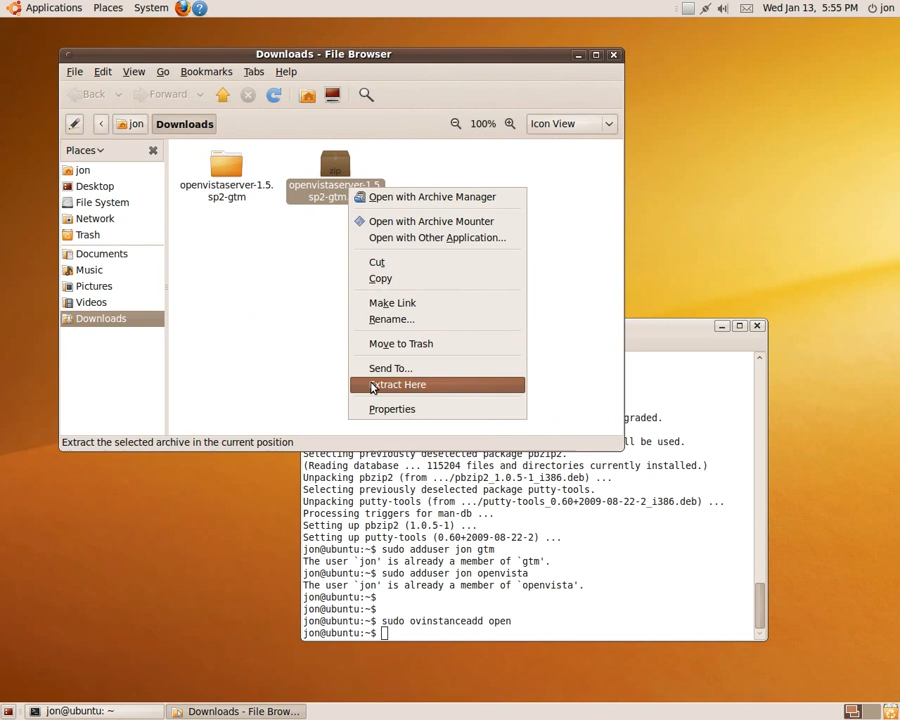 Applications Places System
Wed Jan 13, 5:55 PM jon
Downloads - File Browser
File Edit View Go Bookmarks Tabs Help
Back Forward
jon Downloads 100% Icon View
Places
jon
Desktop
File System
Network
Trash
Documents
Music
Pictures
Videos
Downloads
openvistaserver-1.5.
sp2-gtm
zip
openvistaserver-1.5.
sp2-gtm
Open with Archive Manager
Open with Archive Mounter
Open with Other Application...
Cut
Copy
Make Link
Rename...
Move to Trash
Send To...
Extract Here
Properties
Extract the selected archive in the current position
graded.
ll be used.
Selecting previously deselected package pbzip2.
(Reading database ... 115204 files and directories currently installed.)
Unpacking pbzip2 (from .../pbzip2_1.0.5-1_i386.deb) ...
Selecting previously deselected package putty-tools.
Unpacking putty-tools (from .../putty-tools_0.60+2009-08-22-2_i386.deb) ...
Processing triggers for man-db ...
Setting up pbzip2 (1.0.5-1) ...
Setting up putty-tools (0.60+2009-08-22-2) ...
jon@ubuntu:~$ sudo adduser jon gtm
The user `jon' is already a member of `gtm'.
jon@ubuntu:~$ sudo adduser jon openvista
The user `jon' is already a member of `openvista'.
jon@ubuntu:~$
jon@ubuntu:~$
jon@ubuntu:~$ sudo ovinstanceadd open
jon@ubuntu:~$
jon@ubuntu: ~ Downloads - File Brow...